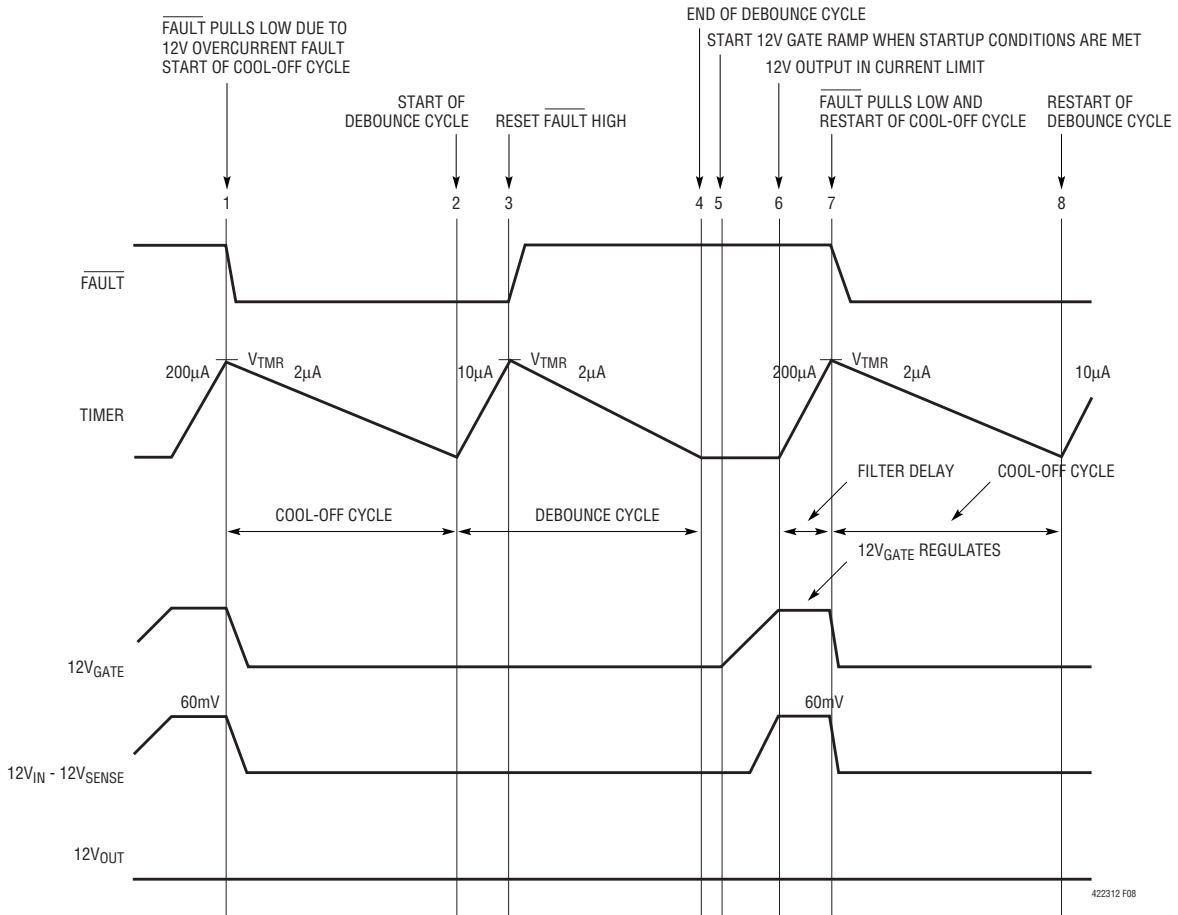 FAULT PULLS LOW DUE TO
12V OVERCURRENT FAULT
START OF COOL-OFF CYCLE
START OF
DEBOUNCE CYCLE
RESET FAULT HIGH
END OF DEBOUNCE CYCLE
START 12V GATE RAMP WHEN STARTUP CONDITIONS ARE MET
12V OUTPUT IN CURRENT LIMIT
FAULT PULLS LOW AND
RESTART OF COOL-OFF CYCLE
RESTART OF
DEBOUNCE CYCLE
1 2 3 4 5 6 7 8
FAULT
200µA VTMR 2µA 10µA VTMR 2µA 200µA VTMR 2µA 10µA
TIMER
FILTER DELAY COOL-OFF CYCLE
COOL-OFF CYCLE DEBOUNCE CYCLE
12VGATE REGULATES
12VGATE
60mV 60mV
12VIN - 12VSENSE
12VOUT
422312 F08